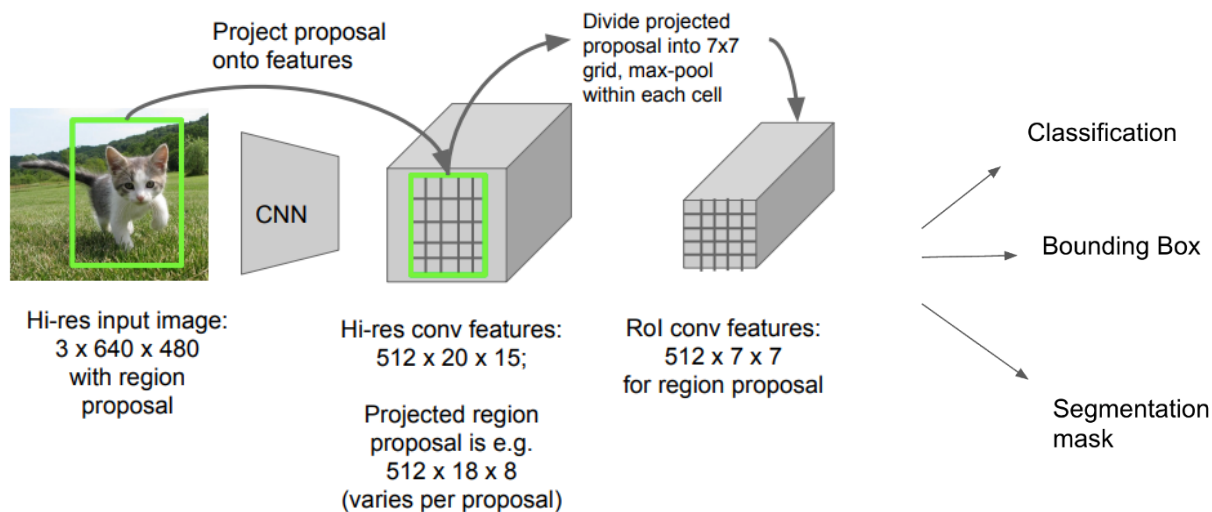 Project proposal
onto features
Divide projected
proposal into 7x7
grid, max-pool
within each cell
CNN
Classification
Bounding Box
Segmentation
mask
Hi-res input image:
3 x 640 x 480
with region
proposal
Hi-res conv features:
512 x 20 x 15;
Projected region
proposal is e.g.
512 x 18 x 8
(varies per proposal)
RoI conv features:
512 x 7 x 7
for region proposal